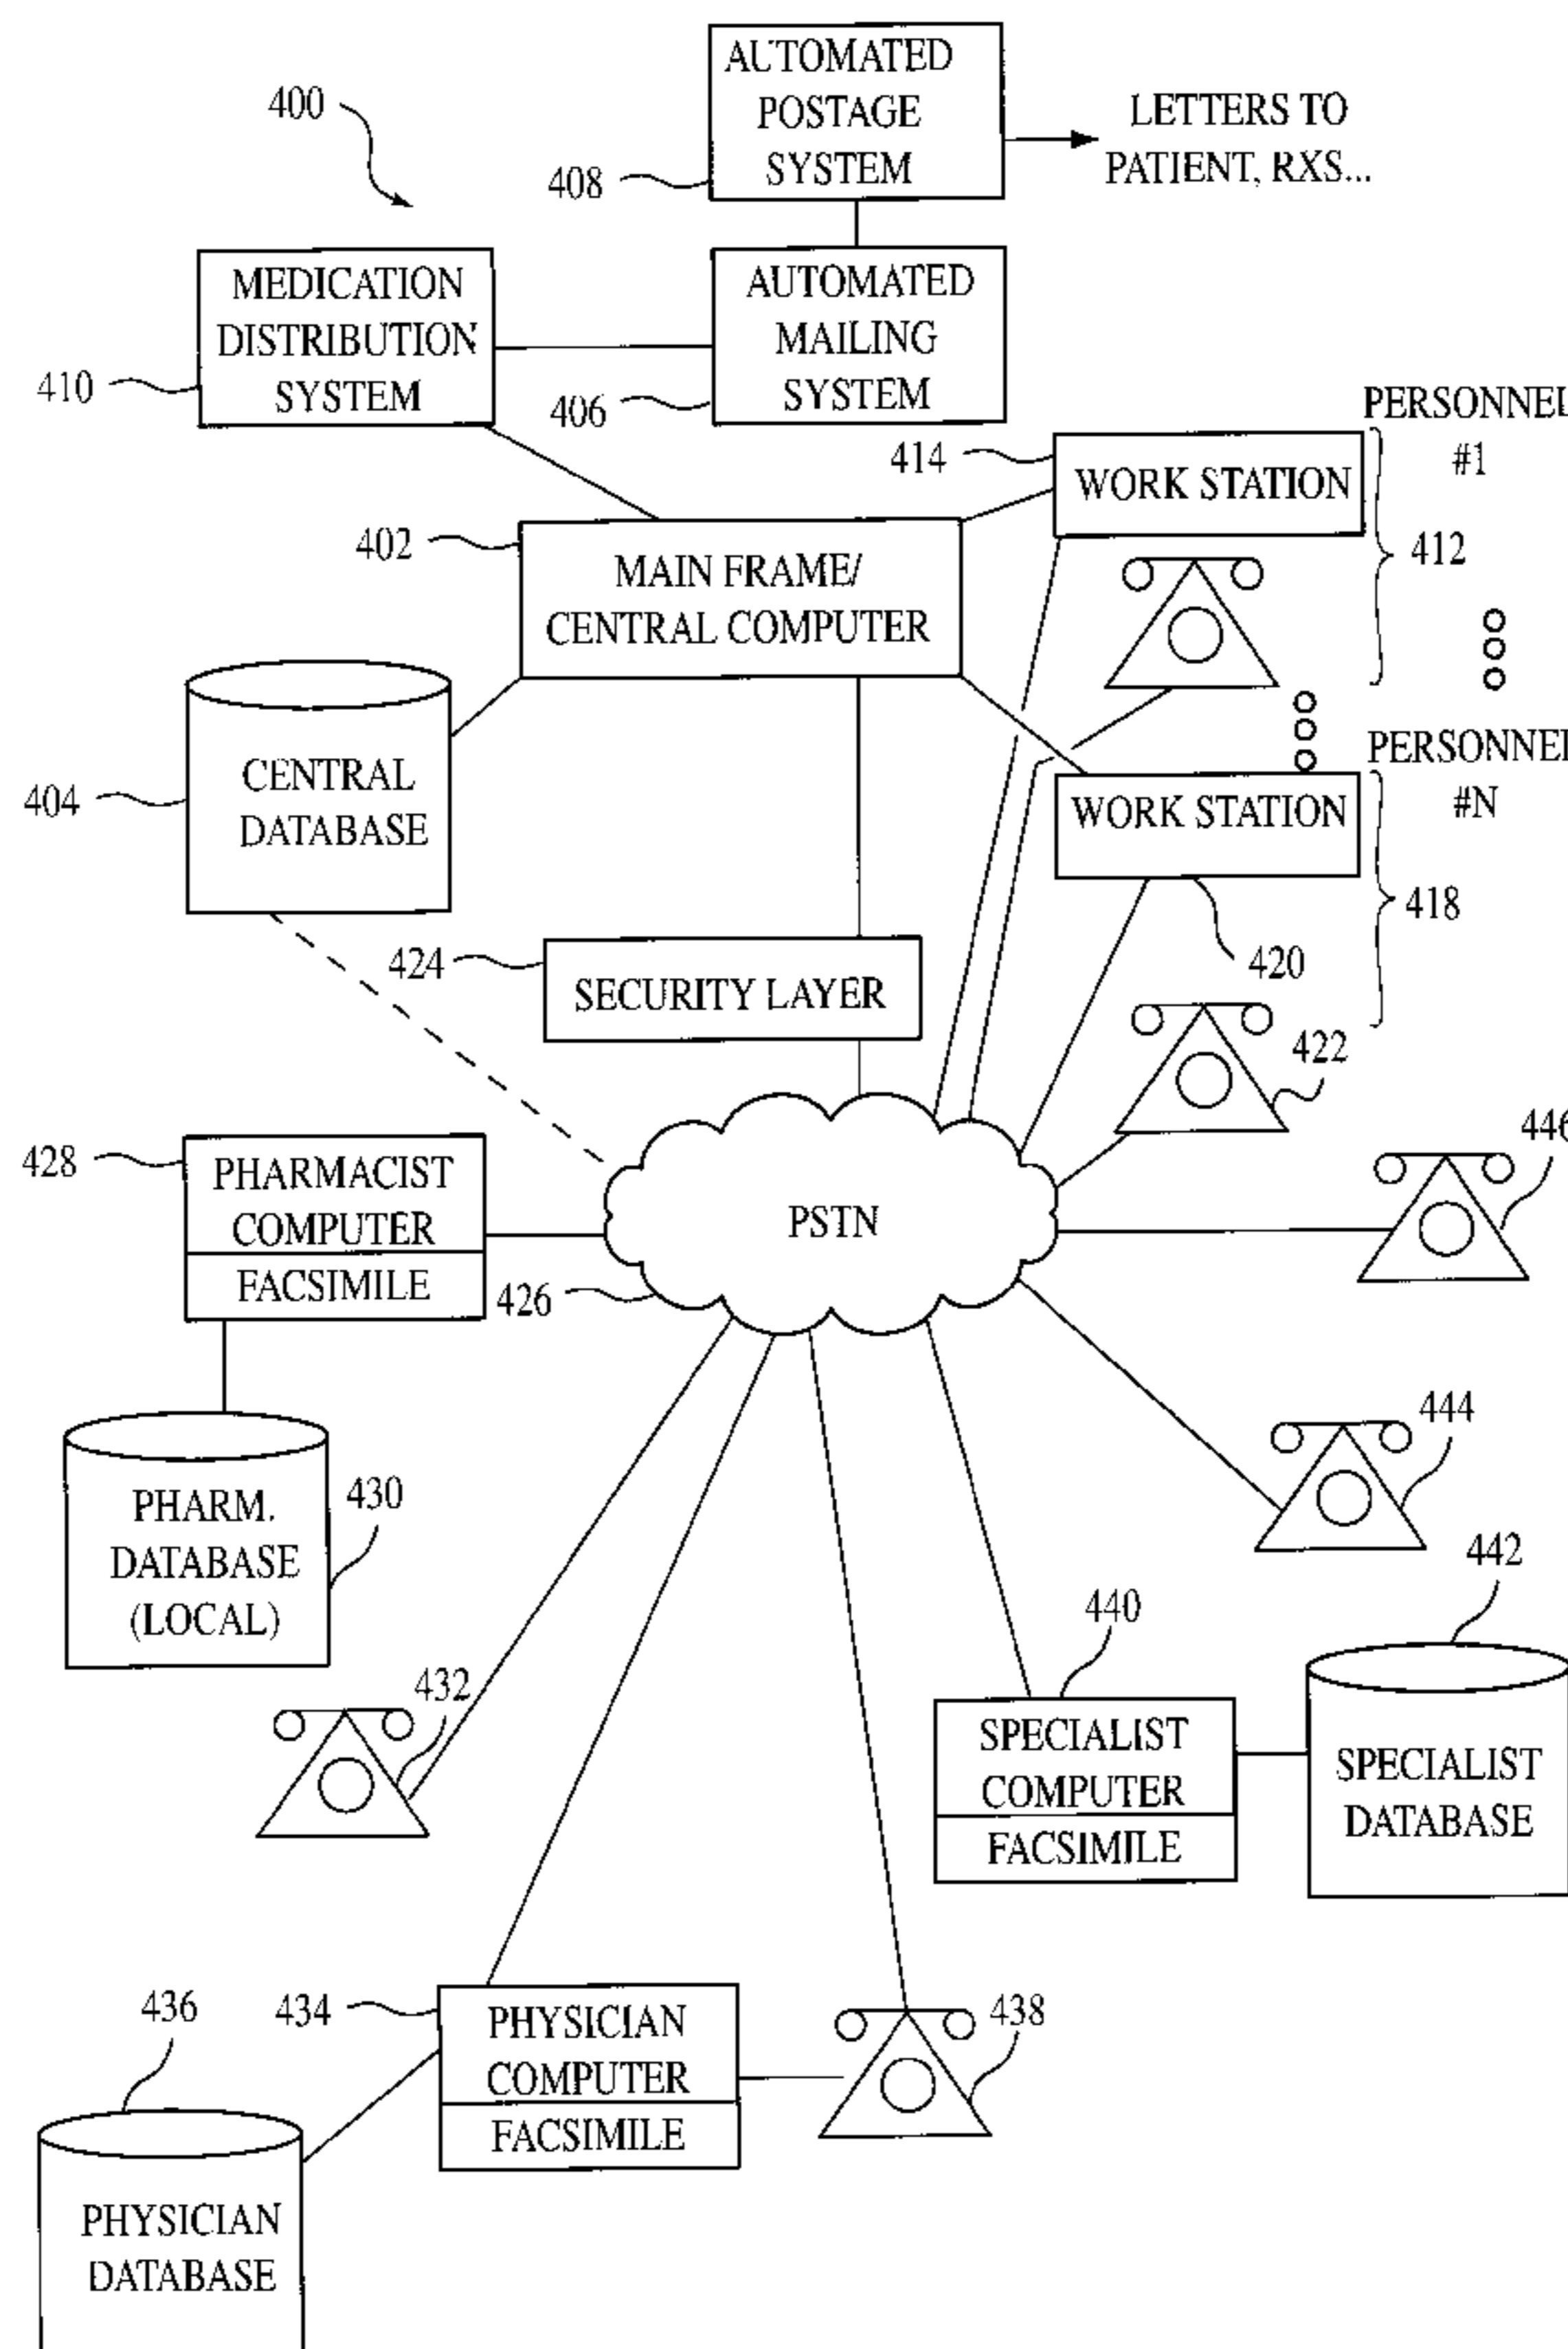 AUTOMATED
POSTAGE
SYSTEM
400
LETTERS TO
PATIENT, RXS...
408
MEDICATION
DISTRIBUTION
SYSTEM
AUTOMATED
MAILING
SYSTEM
410
406
PERSONNEL
#1
414
WORK STATION
402
MAIN FRAME/
CENTRAL COMPUTER
412
CENTRAL
DATABASE
404
PERSONNEL
#N
WORK STATION
418
424
SECURITY LAYER
420
422
446
428
PHARMACIST
COMPUTER
FACSIMILE
PSTN
426
444
PHARM.
DATABASE
(LOCAL)
430
442
440
432
SPECIALIST
COMPUTER
FACSIMILE
SPECIALIST
DATABASE
436
434
PHYSICIAN
COMPUTER
FACSIMILE
438
PHYSICIAN
DATABASE